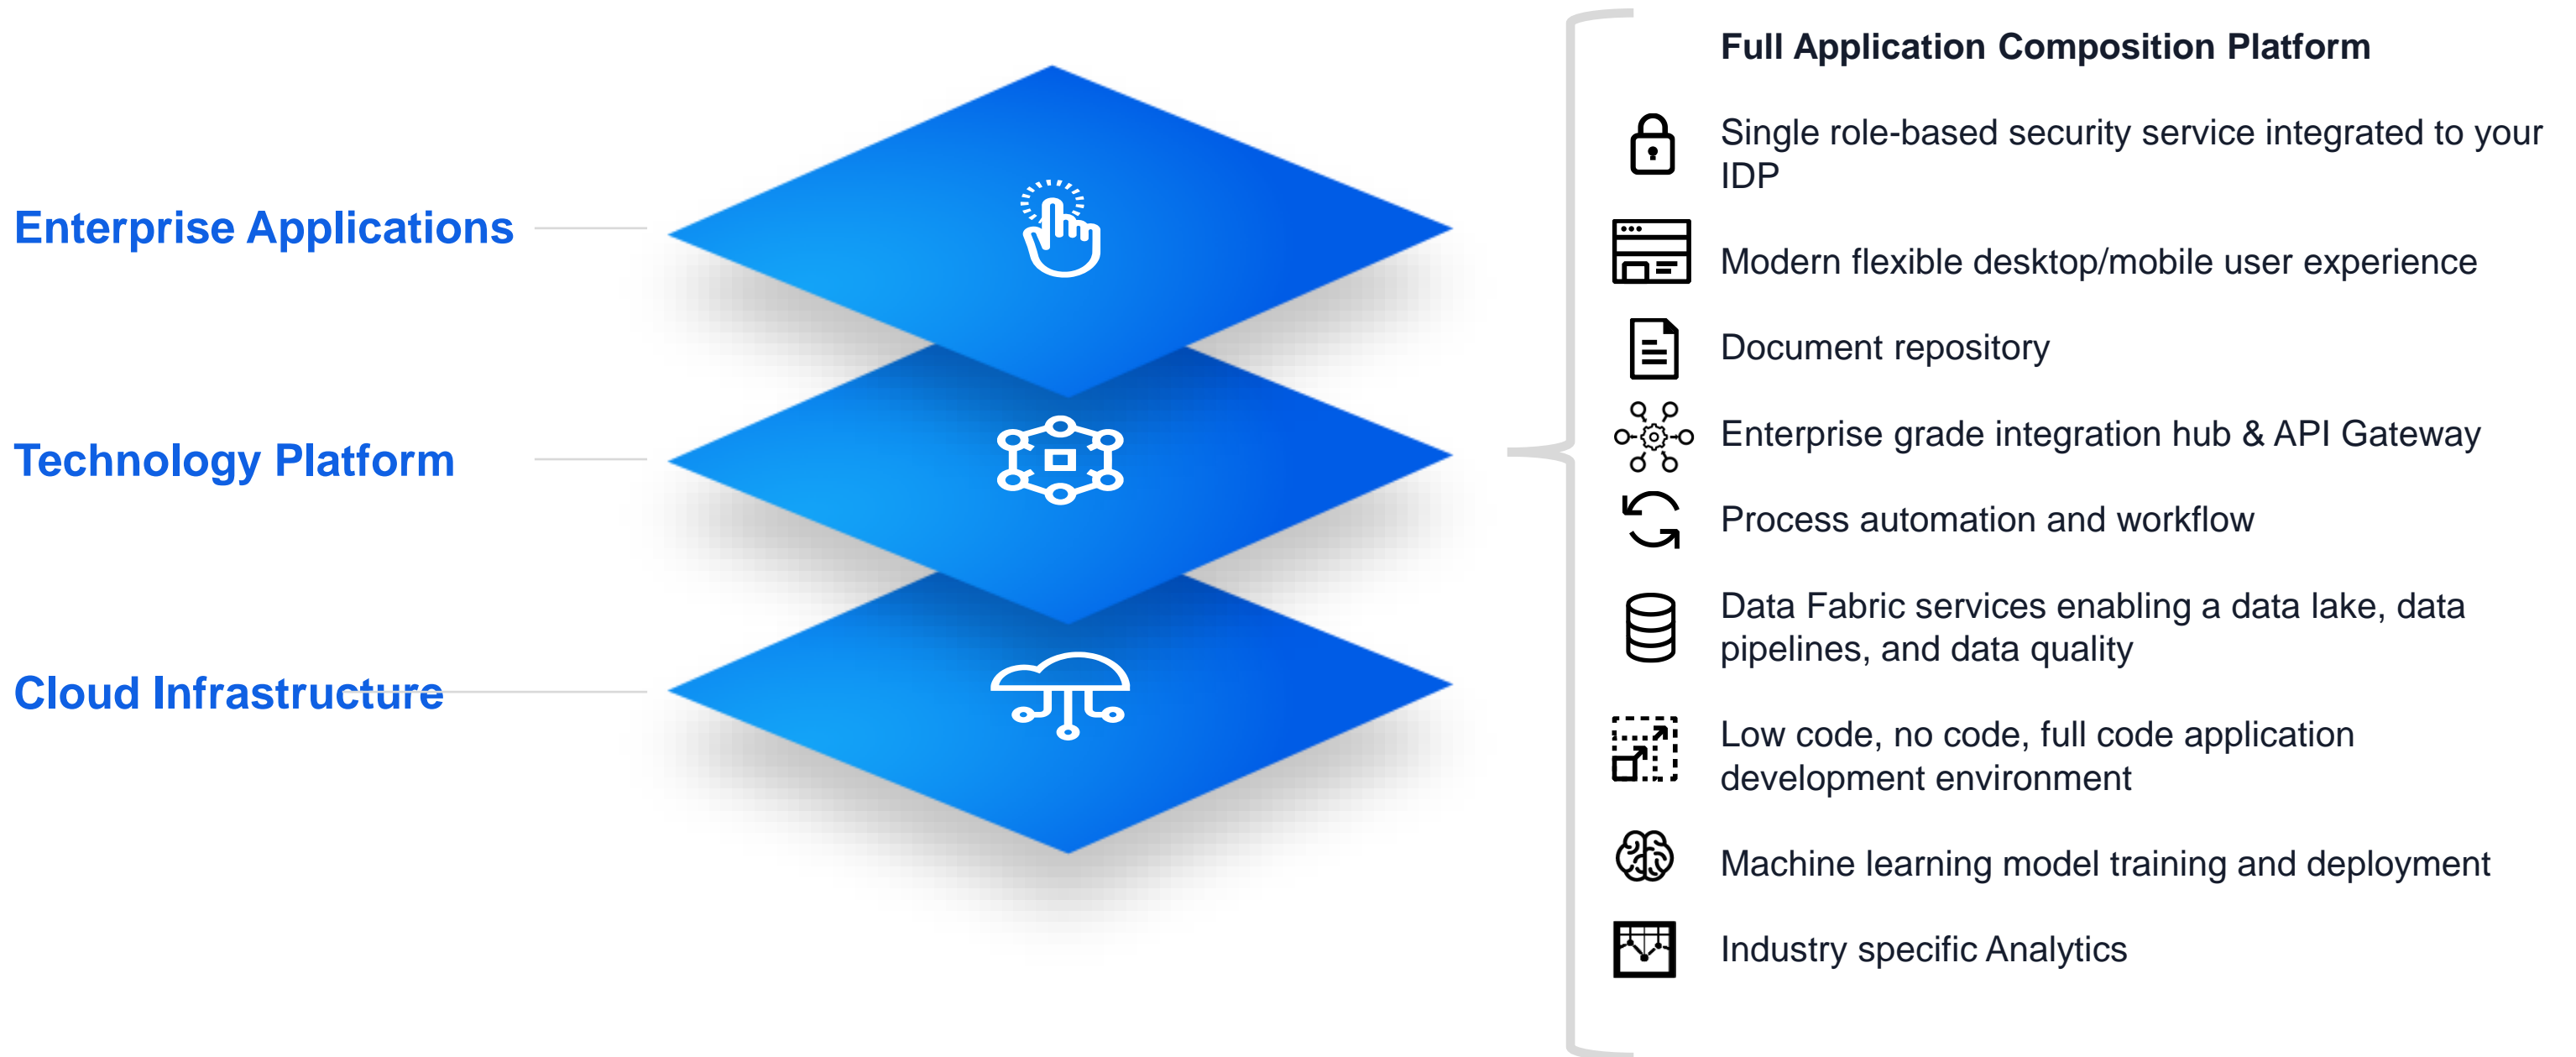 Enterprise Applications
Technology Platform
Cloud Infrastructure
Full Application Composition Platform
Single role-based security service integrated to your
IDP
Modern flexible desktop/mobile user experience
Document repository
Enterprise grade integration hub & API Gateway
Process automation and workflow
Data Fabric services enabling a data lake, data
pipelines, and data quality
Low code, no code, full code application
development environment
Machine learning model training and deployment
Industry specific Analytics